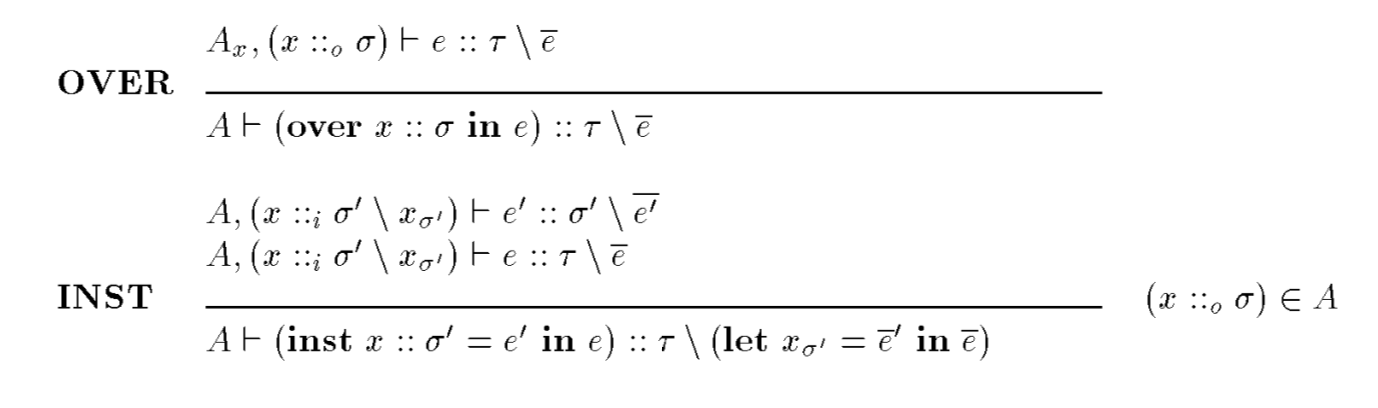 A_x, (x ::_o σ) ⊢ e :: τ \ e̅
OVER
A ⊢ (over x :: σ in e) :: τ \ e̅
A, (x ::_i σ′ \ x_σ′) ⊢ e′ :: σ′ \ e̅′
A, (x ::_i σ′ \ x_σ′) ⊢ e :: τ \ e̅
INST (x ::_o σ) ∈ A
A ⊢ (inst x :: σ′ = e′ in e) :: τ \ (let x_σ′ = e̅′ in e̅)